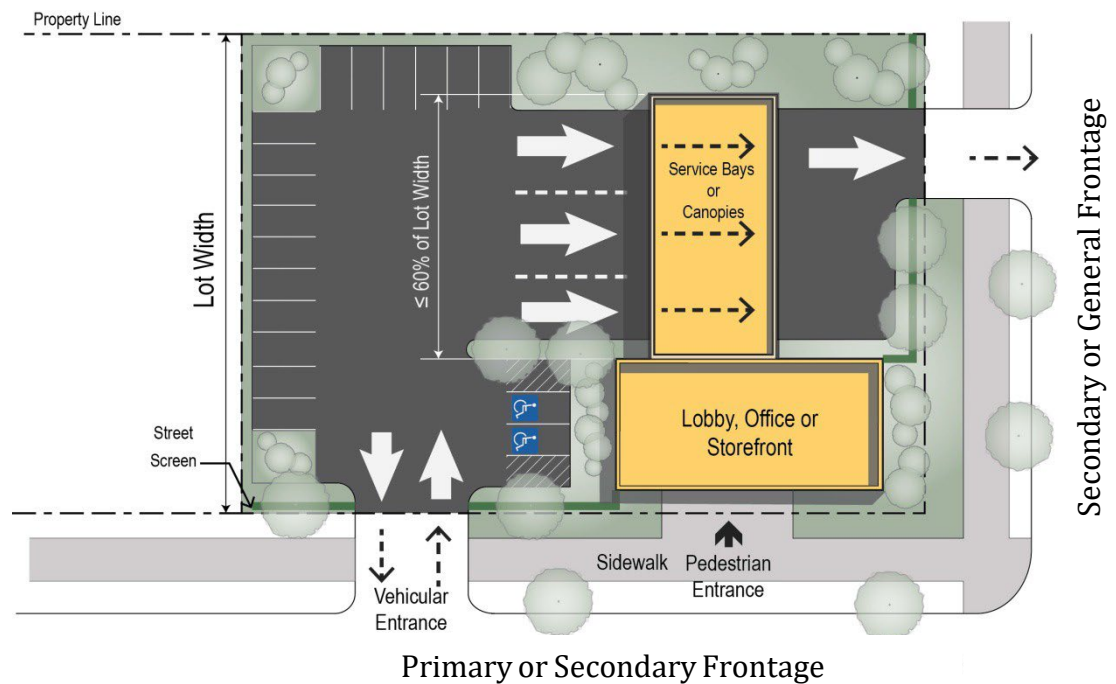 Property Line
Lot Width
≤ 60% of Lot Width
Service Bays
or
Canopies
Lobby, Office or
Storefront
Street
Screen
Sidewalk
Pedestrian
Entrance
Vehicular
Entrance
Secondary or General Frontage
Primary or Secondary Frontage